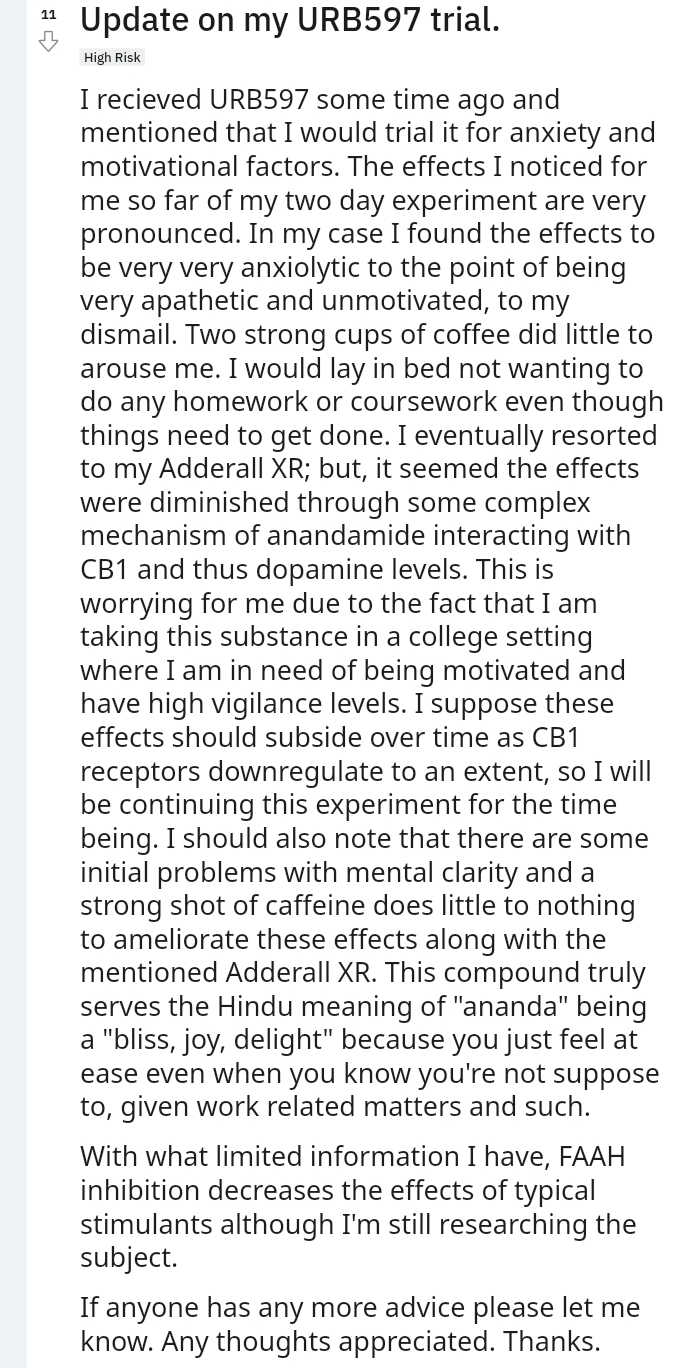 11
Update on my URB597 trial.
High Risk
I recieved URB597 some time ago and
mentioned that I would trial it for anxiety and
motivational factors. The effects I noticed for
me so far of my two day experiment are very
pronounced. In my case I found the effects to
be very very anxiolytic to the point of being
very apathetic and unmotivated, to my
dismail. Two strong cups of coffee did little to
arouse me. I would lay in bed not wanting to
do any homework or coursework even though
things need to get done. I eventually resorted
to my Adderall XR; but, it seemed the effects
were diminished through some complex
mechanism of anandamide interacting with
CB1 and thus dopamine levels. This is
worrying for me due to the fact that I am
taking this substance in a college setting
where I am in need of being motivated and
have high vigilance levels. I suppose these
effects should subside over time as CB1
receptors downregulate to an extent, so I will
be continuing this experiment for the time
being. I should also note that there are some
initial problems with mental clarity and a
strong shot of caffeine does little to nothing
to ameliorate these effects along with the
mentioned Adderall XR. This compound truly
serves the Hindu meaning of "ananda" being
a "bliss, joy, delight" because you just feel at
ease even when you know you're not suppose
to, given work related matters and such.
With what limited information I have, FAAH
inhibition decreases the effects of typical
stimulants although I'm still researching the
subject.
If anyone has any more advice please let me
know. Any thoughts appreciated. Thanks.